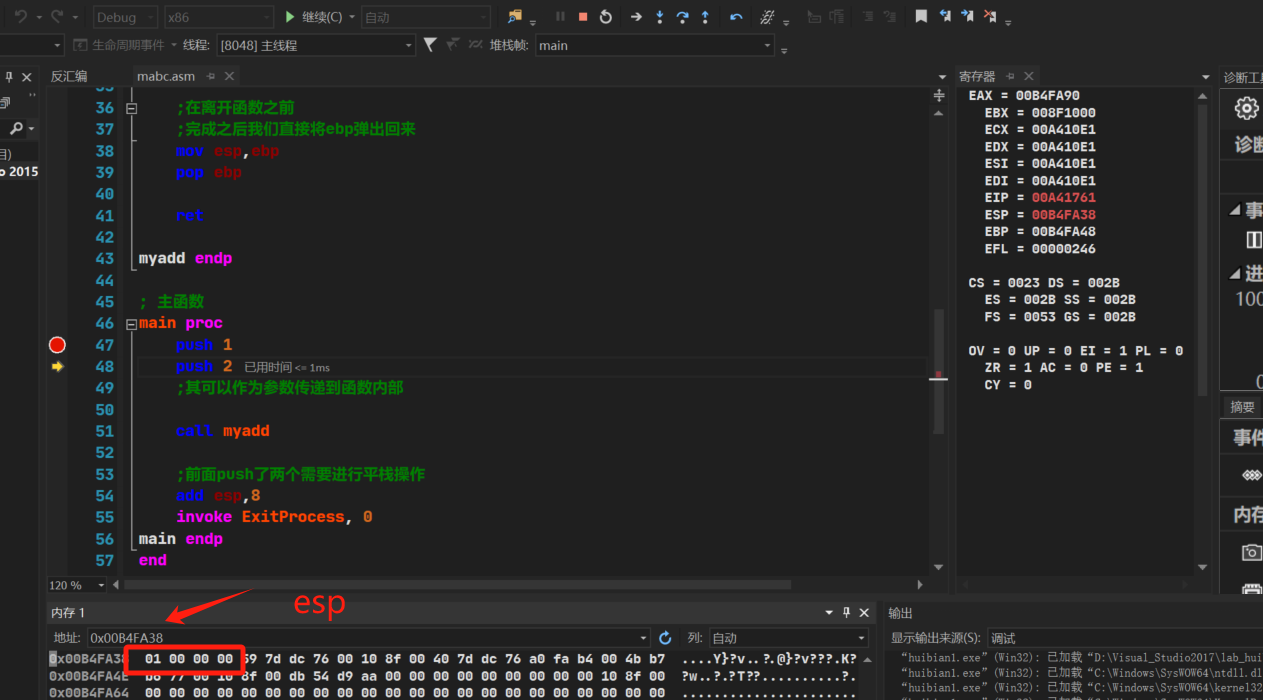 Debug x86 继续(C) 自动
生命周期事件 线程: [8048] 主线程 堆栈帧: main
反汇编 mabc.asm 寄存器 诊断工具
36 ;在离开函数之前
37 ;完成之后我们直接将ebp弹出回来
38 mov esp,ebp
39 pop ebp
40
41 ret
42
43 myadd endp
44
45 ; 主函数
46 main proc
47 push 1
48 push 2 已用时间 <= 1ms
49 ;其可以作为参数传递到函数内部
50
51 call myadd
52
53 ;前面push了两个需要进行平栈操作
54 add esp,8
55 invoke ExitProcess, 0
56 main endp
57 end
120 %
EAX = 00B4FA90
EBX = 008F1000
ECX = 00A410E1
EDX = 00A410E1
ESI = 00A410E1
EDI = 00A410E1
EIP = 00A41761
ESP = 00B4FA38
EBP = 00B4FA48
EFL = 00000246
CS = 0023 DS = 002B
ES = 002B SS = 002B
FS = 0053 GS = 002B
OV = 0 UP = 0 EI = 1 PL = 0
ZR = 1 AC = 0 PE = 1
CY = 0
目)
o 2015
诊断
事
进
100
0
摘要
事件
内存
esp
内存 1
地址: 0x00B4FA38 列: 自动
0x00B4FA38 01 00 00 00 59 7d dc 76 00 10 8f 00 40 7d dc 76 a0 fa b4 00 4b b7 ....Y}?v..?.@}?v???.K?
0x00B4FA4E b6 77 00 10 8f 00 db 54 d9 aa 00 00 00 00 00 00 00 00 00 10 8f 00 ?w..?.?T??..........?.
0x00B4FA64 00 00 00 00 00 00 00 00 00 00 00 00 00 00 00 00 00 00 00 00 00 00 ......................
输出
显示输出来源(S): 调试
“huibian1.exe”(Win32): 已加载“D:\Visual_Studio2017\lab_hui
“huibian1.exe”(Win32): 已加载“C:\Windows\SysWOW64\ntdll.dl
“huibian1.exe”(Win32): 已加载“C:\Windows\SysWOW64\kernel32